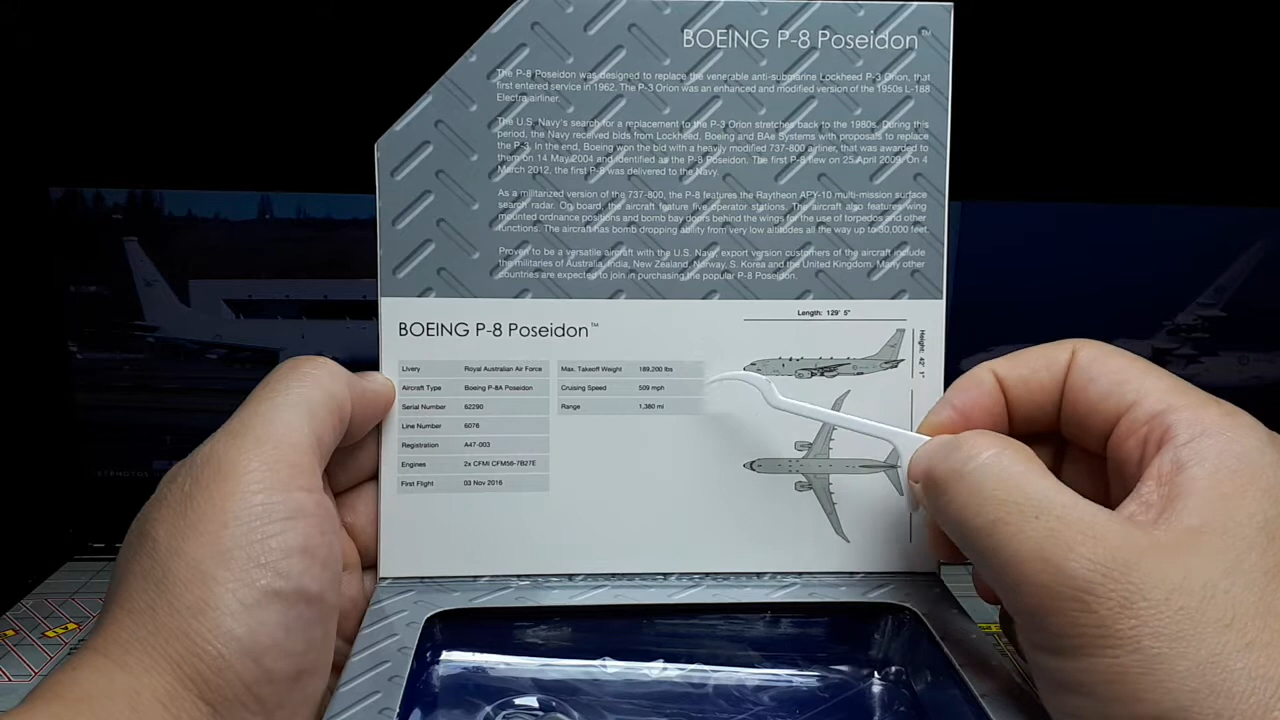 BOEING P-8 Poseidon™
The P-8 Poseidon was designed to replace the venerable anti-submarine Lockheed P-3 Orion, that
first entered service in 1962. The P-3 Orion was an enhanced and modified version of the 1950s L-188
Electra airliner.
The U.S. Navy's search for a replacement to the P-3 Orion stretches back to the 1980s. During this
period, the Navy received bids from Lockheed, Boeing and BAe Systems with proposals to replace
the P-3. In the end, Boeing won the bid with a heavily modified 737-800 airliner, that was awarded to
them on 14 May 2004 and identified as the P-8 Poseidon. The first P-8 flew on 25 April 2009. On 4
March 2012, the first P-8 was delivered to the Navy.
As a militarized version of the 737-800, the P-8 features the Raytheon APY-10 multi-mission surface
search radar. On board, the aircraft feature five operator stations. The aircraft also features wing
mounted ordnance positions and bomb bay doors behind the wings for the use of torpedos and other
functions. The aircraft has bomb dropping ability from very low altitudes all the way up to 30,000 feet.
Proven to be a versatile aircraft with the U.S. Navy, export version customers of the aircraft include
the militaries of Australia, India, New Zealand, Norway, S. Korea and the United Kingdom. Many other
countries are expected to join in purchasing the popular P-8 Poseidon.
BOEING P-8 Poseidon™
Length: 129' 5"
Height: 42' 1"
Livery Royal Australian Air Force
Aircraft Type Boeing P-8A Poseidon
Serial Number 62290
Line Number 6076
Registration A47-003
Engines 2x CFMI CFM56-7B27E
First Flight 03 Nov 2016
Max. Takeoff Weight 189,200 lbs
Cruising Speed 509 mph
Range 1,380 mi